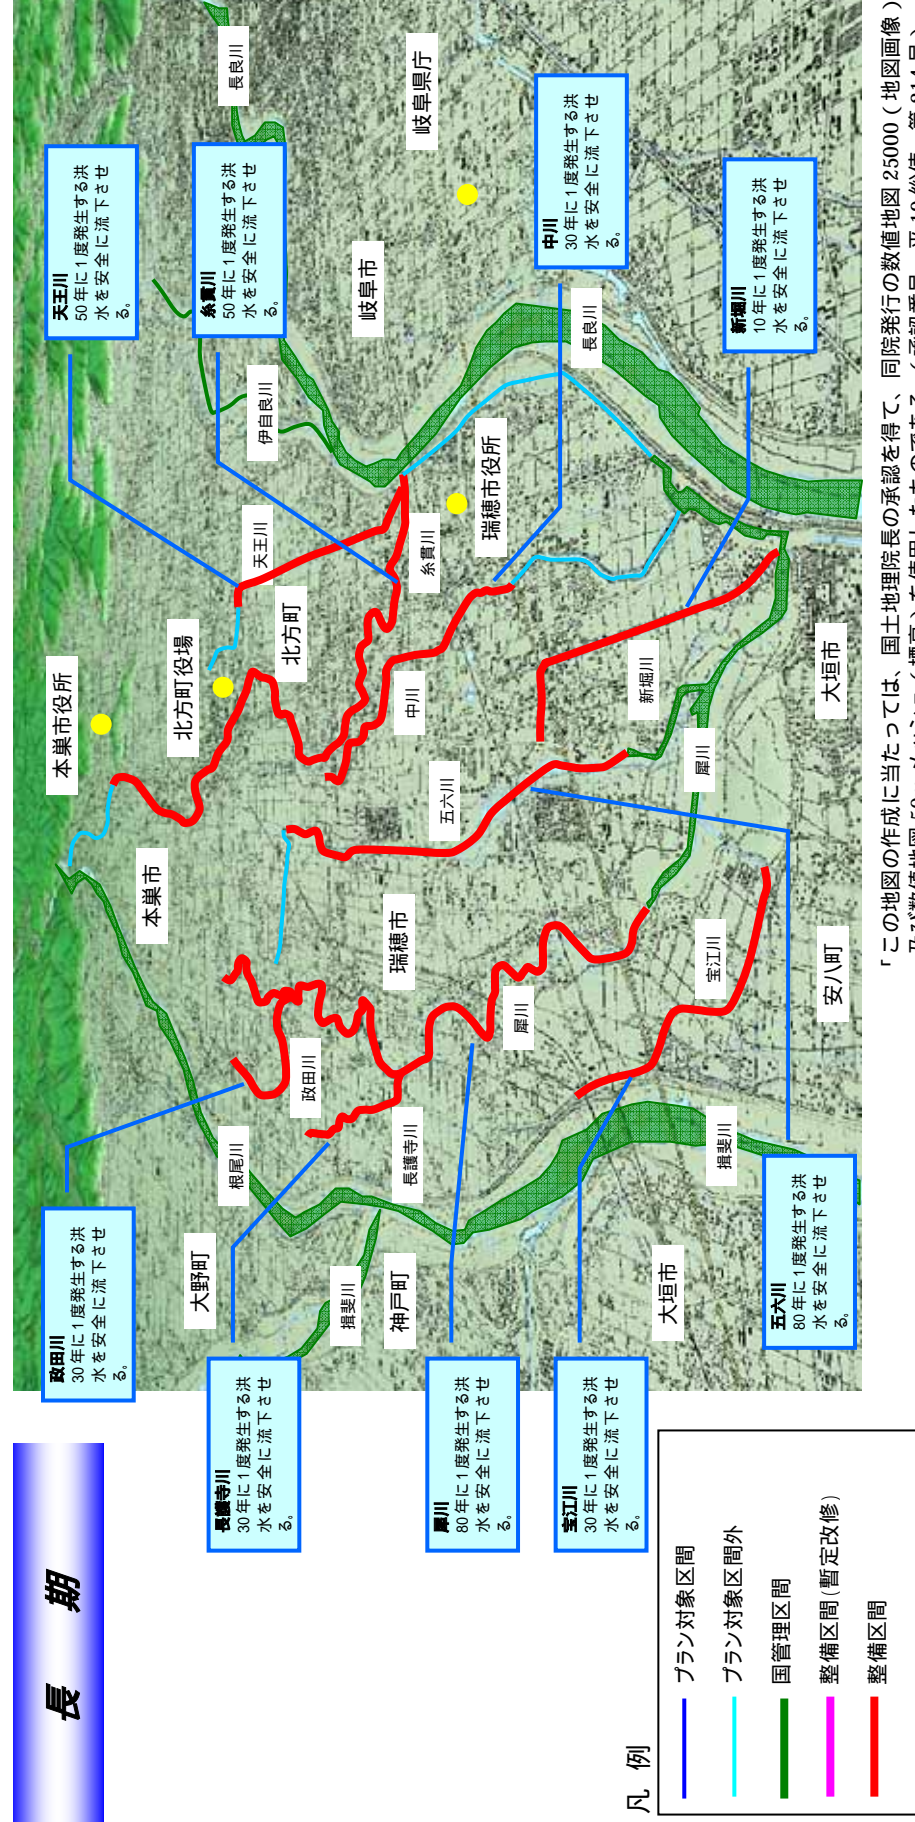 長　期
政田川
30年に1度発生する洪
水を安全に流下させ
る。
本巣市役所
天王川
50年に1度発生する洪
水を安全に流下させ
る。
本巣市
北方町役場
大野町
根尾川
長護寺川
30年に1度発生する洪
水を安全に流下させ
る。
糸貫川
50年に1度発生する洪
水を安全に流下させ
る。
長良川
天王川
伊自良川
北方町
政田川
揖斐川
岐阜市
神戸町
瑞穂市
長護寺川
中川
糸貫川
岐阜県庁
五六川
瑞穂市役所
犀川
30年に1度発生する洪
水を安全に流下させ
る。
犀川
80年に1度発生する洪
水を安全に流下させ
る。
中川
長良川
宝江川
30年に1度発生する洪
水を安全に流下させ
る。
新堀川
大垣市
宝江川
犀川
揖斐川
新堀川
10年に1度発生する洪
水を安全に流下させ
る。
五六川
80年に1度発生する洪
水を安全に流下させ
る。
安八町
大垣市
凡 例
プラン対象区間
プラン対象区間外
国管理区間
整備区間(暫定改修)
整備区間
「この地図の作成に当たっては、国土地理院長の承認を得て、同院発行の数値地図 25000（地図画像）